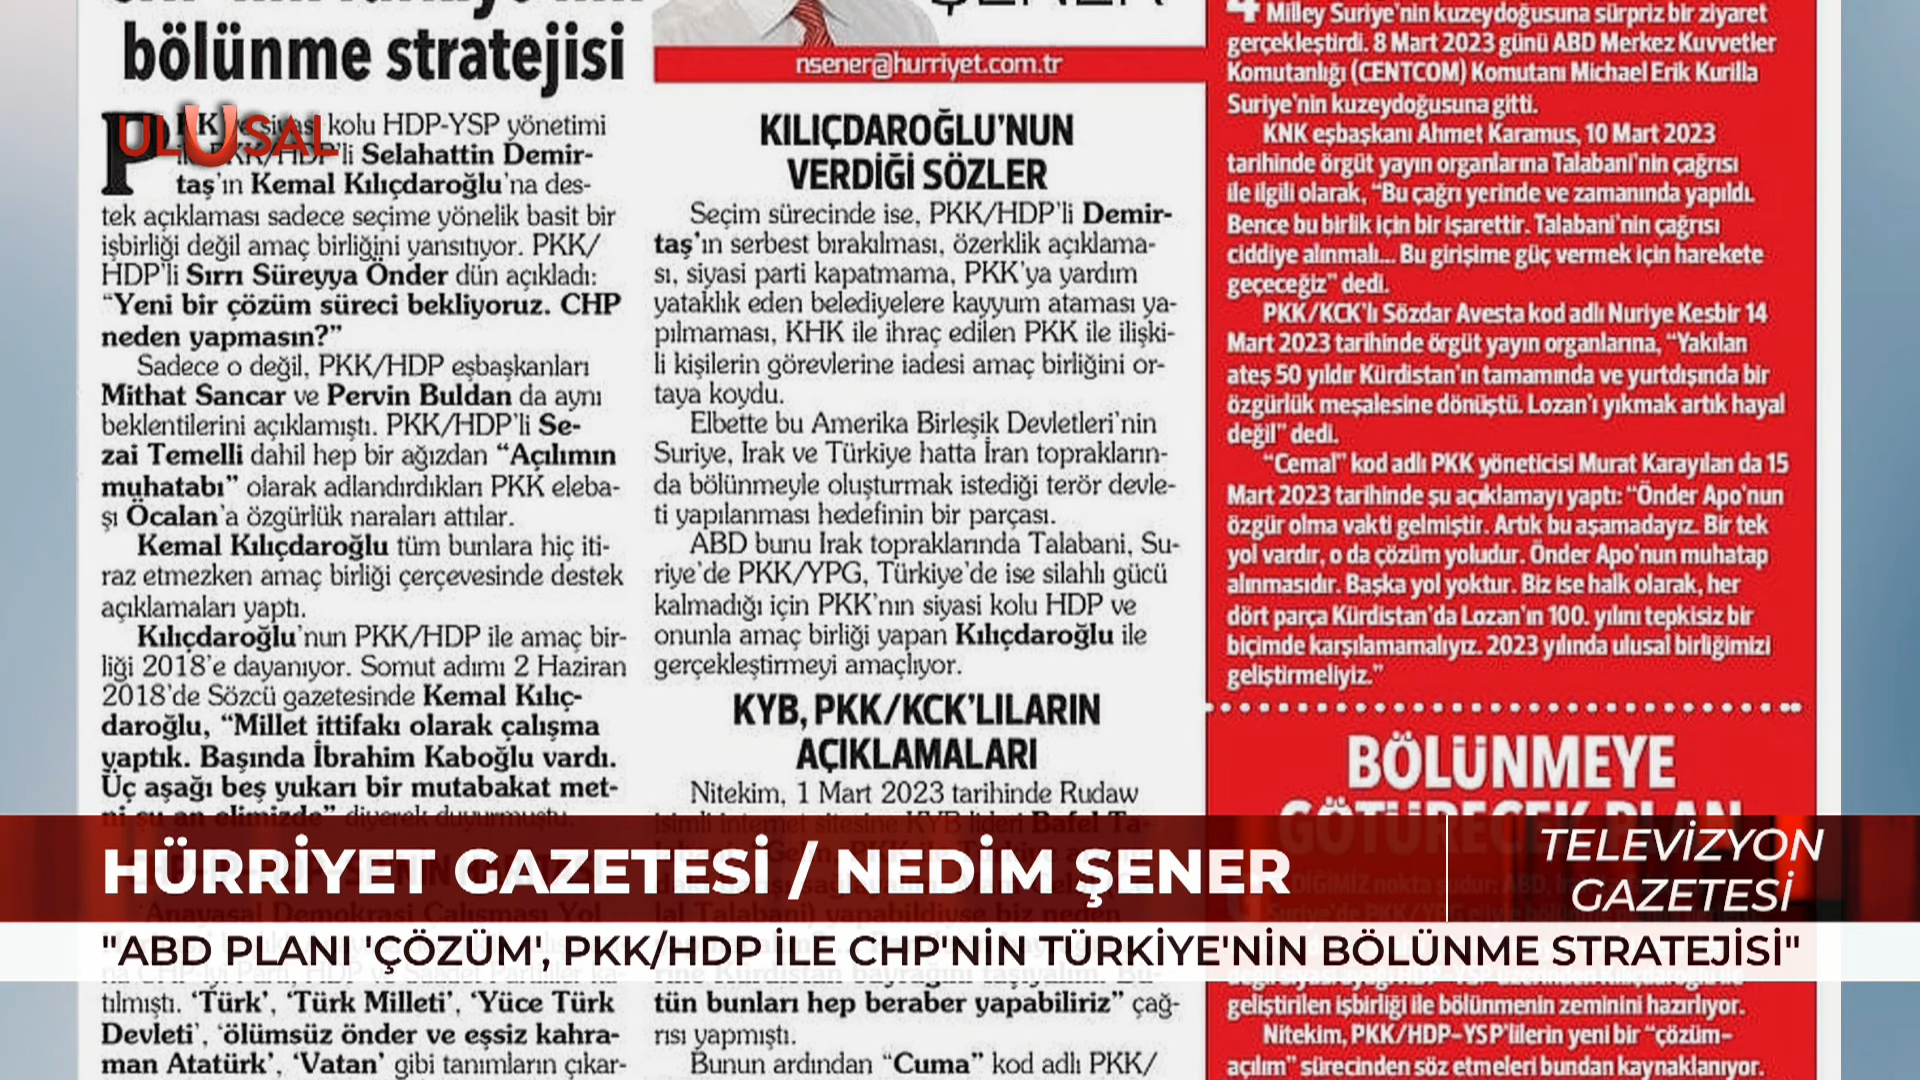 bölünme stratejisi
ULUSAL
kolu HDP-YSP yönetimi
PKK/HDP'li Selahattin Demir-
taş'ın Kemal Kılıçdaroğlu'na des-
tek açıklaması sadece seçime yönelik basit bir
işbirliği değil amaç birliğini yansıtıyor. PKK/
HDP'li Sırrı Süreyya Önder dün açıkladı:
“Yeni bir çözüm süreci bekliyoruz. CHP
neden yapmasın?”
Sadece o değil, PKK/HDP eşbaşkanları
Mithat Sancar ve Pervin Buldan da aynı
beklentilerini açıklamıştı. PKK/HDP'li Se-
zai Temelli dahil hep bir ağızdan “Açılımın
muhatabı” olarak adlandırdıkları PKK eleba-
şı Öcalan'a özgürlük naraları attılar.
Kemal Kılıçdaroğlu tüm bunlara hiç iti-
raz etmezken amaç birliği çerçevesinde destek
açıklamaları yaptı.
Kılıçdaroğlu'nun PKK/HDP ile amaç bir-
liği 2018'e dayanıyor. Somut adımı 2 Haziran
2018'de Sözcü gazetesinde Kemal Kılıç-
daroğlu, “Millet ittifakı olarak çalışma
yaptık. Başında İbrahim Kaboğlu vardı.
Üç aşağı beş yukarı bir mutabakat met-
ni şu an elimizde” diyerek duyurmuştu.
tılmıştı. ‘Türk’, ‘Türk Milleti’, ‘Yüce Türk
Devleti’, ‘ölümsüz önder ve eşsiz kahra-
man Atatürk’, ‘Vatan’ gibi tanımların çıkar-
ŞENER
nsener@hurriyet.com.tr
KILIÇDAROĞLU'NUN
VERDİĞİ SÖZLER
Seçim sürecinde ise, PKK/HDP'li Demir-
taş'ın serbest bırakılması, özerklik açıklama-
sı, siyasi parti kapatmama, PKK'ya yardım
yataklık eden belediyelere kayyum ataması ya-
pılmaması, KHK ile ihraç edilen PKK ile ilişki-
li kişilerin görevlerine iadesi amaç birliğini or-
taya koydu.
Elbette bu Amerika Birleşik Devletleri'nin
Suriye, Irak ve Türkiye hatta İran toprakların-
da bölünmeyle oluşturmak istediği terör devle-
ti yapılanması hedefinin bir parçası.
ABD bunu Irak topraklarında Talabani, Su-
riye'de PKK/YPG, Türkiye'de ise silahlı gücü
kalmadığı için PKK'nın siyasi kolu HDP ve
onunla amaç birliği yapan Kılıçdaroğlu ile
gerçekleştirmeyi amaçlıyor.
KYB, PKK/KCK'LILARIN
AÇIKLAMALARI
Nitekim, 1 Mart 2023 tarihinde Rudaw
isimli internet sitesine KYB lideri Bafel Ta-
tün bunları hep beraber yapabiliriz” çağ-
rısı yapmıştı.
Bunun ardından “Cuma” kod adlı PKK/
Milley Suriye'nin kuzeydoğusuna sürpriz bir ziyaret
gerçekleştirdi. 8 Mart 2023 günü ABD Merkez Kuvvetler
Komutanlığı (CENTCOM) Komutanı Michael Erik Kurilla
Suriye'nin kuzeydoğusuna gitti.
KNK eşbaşkanı Ahmet Karamus, 10 Mart 2023
tarihinde örgüt yayın organlarına Talabani'nin çağrısı
ile ilgili olarak, “Bu çağrı yerinde ve zamanında yapıldı.
Bence bu birlik için bir işarettir. Talabani'nin çağrısı
ciddiye alınmalı... Bu girişime güç vermek için harekete
geçeceğiz” dedi.
PKK/KCK'lı Sözdar Avesta kod adlı Nuriye Kesbir 14
Mart 2023 tarihinde örgüt yayın organlarına, “Yakılan
ateş 50 yıldır Kürdistan'ın tamamında ve yurtdışında bir
özgürlük meşalesine dönüştü. Lozan'ı yıkmak artık hayal
değil” dedi.
“Cemal” kod adlı PKK yöneticisi Murat Karayılan da 15
Mart 2023 tarihinde şu açıklamayı yaptı: “Önder Apo'nun
özgür olma vakti gelmiştir. Artık bu aşamadayız. Bir tek
yol vardır, o da çözüm yoludur. Önder Apo'nun muhatap
alınmasıdır. Başka yol yoktur. Biz ise halk olarak, her
dört parça Kürdistan'da Lozan'ın 100. yılını tepkisiz bir
biçimde karşılamamalıyız. 2023 yılında ulusal birliğimizi
geliştirmeliyiz.”
BÖLÜNMEYE
GÖTÜRECEK PLAN
geliştirilen işbirliği ile bölünmenin zeminini hazırlıyor.
Nitekim, PKK/HDP-YSP'lilerin yeni bir “çözüm-
açılım” sürecinden söz etmeleri bundan kaynaklanıyor.
HÜRRİYET GAZETESİ / NEDİM ŞENER
TELEVİZYON
GAZETESİ
"ABD PLANI 'ÇÖZÜM', PKK/HDP İLE CHP'NİN TÜRKİYE'NİN BÖLÜNME STRATEJİSİ"